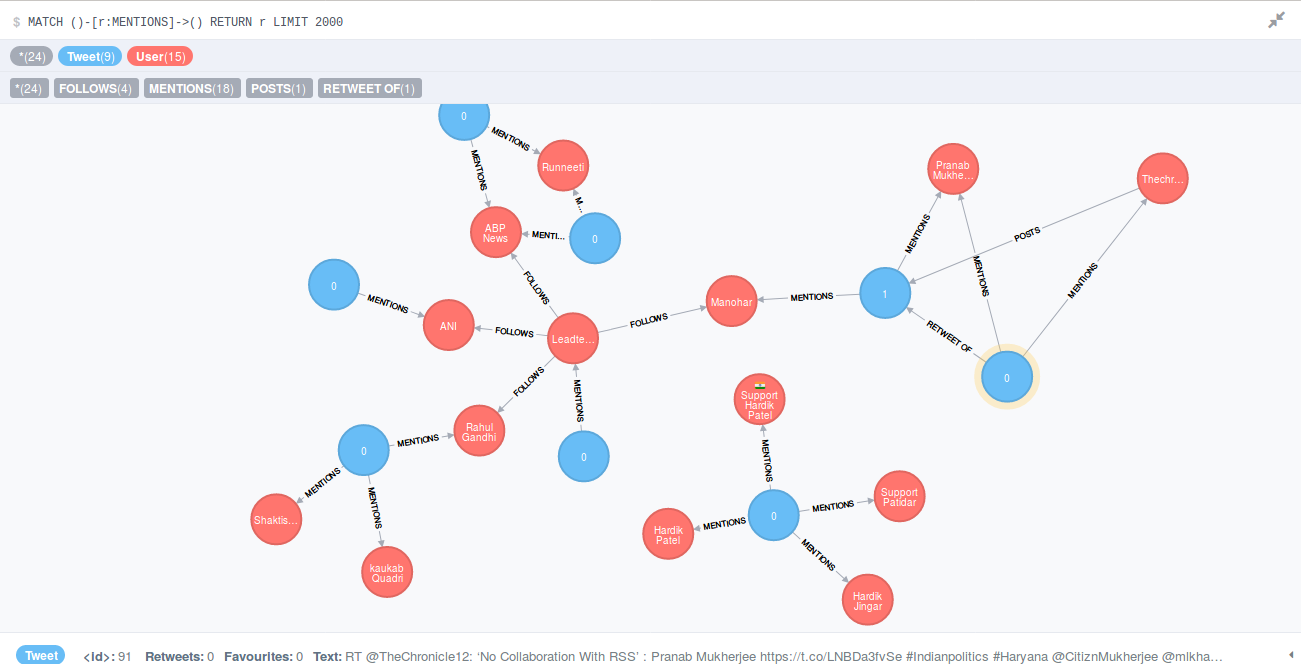 $ MATCH ()-[r:MENTIONS]->() RETURN r LIMIT 2000
*(24) Tweet(9) User(15)
*(24) FOLLOWS(4) MENTIONS(18) POSTS(1) RETWEET OF(1)
0
MENTIONS
MENTIONS
Runneeti
M...
ABP
News
MENTI...
0
Pranab
Mukhe...
Thechr...
MENTIONS
POSTS
MENTIONS
MENTIONS
0
MENTIONS
FOLLOWS
ANI
FOLLOWS
Leadte...
FOLLOWS
Manohar
MENTIONS
1
RETWEET OF
0
FOLLOWS
MENTIONS
Rahul
Gandhi
MENTIONS
0
MENTIONS
Shaktis...
MENTIONS
kaukab
Quadri
0
Support
Hardik
Patel
MENTIONS
Hardik
Patel
MENTIONS
0
MENTIONS
Support
Patidar
MENTIONS
Hardik
Jingar
Tweet <id>: 91 Retweets: 0 Favourites: 0 Text: RT @TheChronicle12: ‘No Collaboration With RSS’ : Pranab Mukherjee https://t.co/LNBDa3fvSe #Indianpolitics #Haryana @CitiznMukherjee @mlkha...